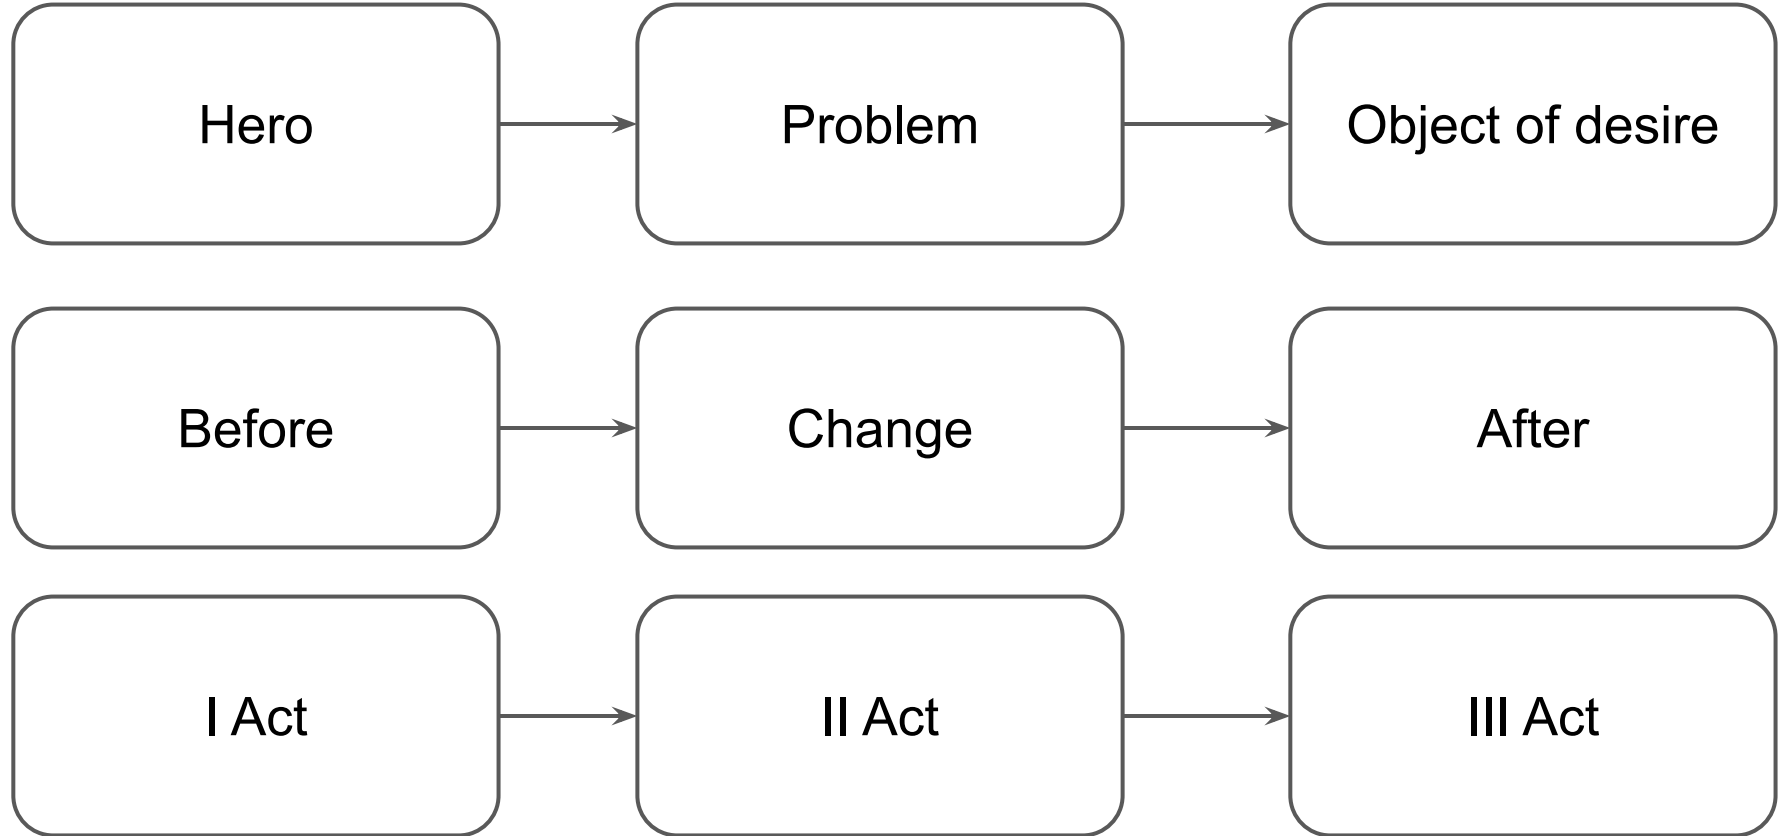 Hero
Problem
Object of desire
Before
Change
After
I Act
II Act
III Act